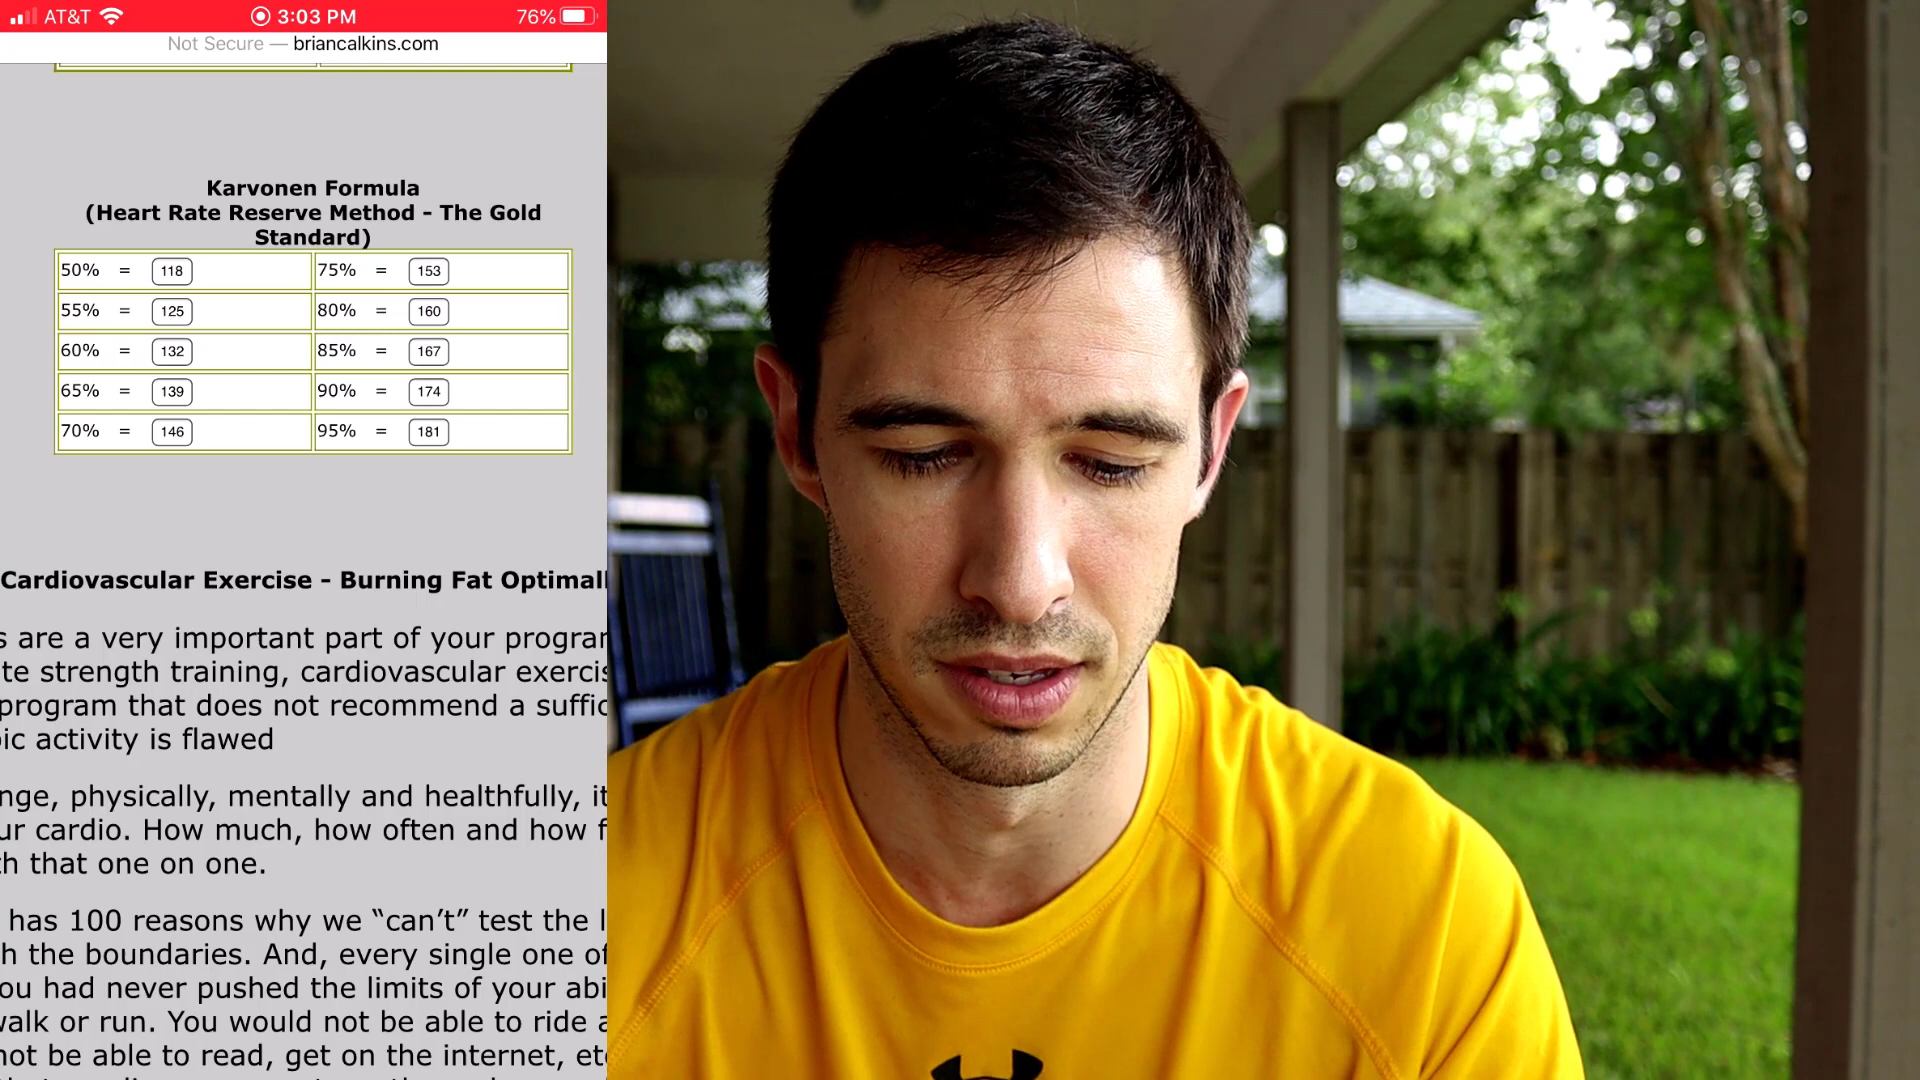 AT&T 3:03 PM 76%
Not Secure — briancalkins.com
Karvonen Formula
(Heart Rate Reserve Method - The Gold
Standard)
50% = 118 75% = 153
55% = 125 80% = 160
60% = 132 85% = 167
65% = 139 90% = 174
70% = 146 95% = 181
Cardiovascular Exercise - Burning Fat Optimall
s are a very important part of your program
te strength training, cardiovascular exercis
program that does not recommend a suffic
ic activity is flawed
nge, physically, mentally and healthfully, it
ur cardio. How much, how often and how f
h that one on one.
has 100 reasons why we “can’t” test the l
h the boundaries. And, every single one of
ou had never pushed the limits of your abi
walk or run. You would not be able to ride a
not be able to read, get on the internet, etc